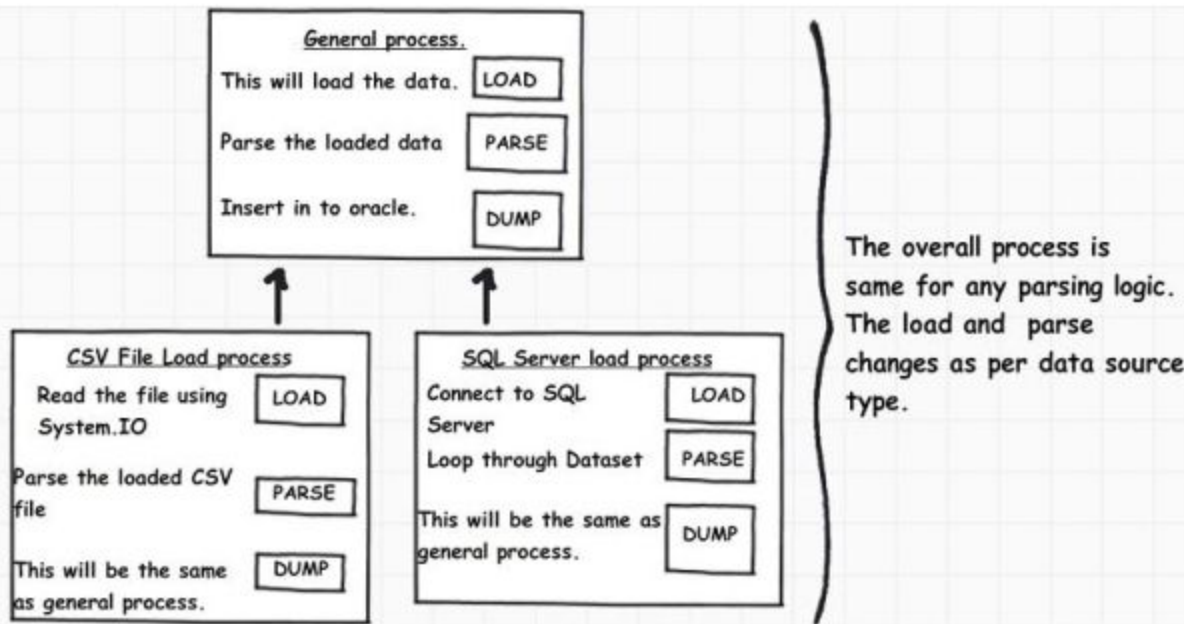 General process.
This will load the data.
LOAD
Parse the loaded data
PARSE
Insert in to oracle.
DUMP
CSV File Load process
Read the file using
System.IO
LOAD
Parse the loaded CSV
file
PARSE
This will be the same
as general process.
DUMP
SQL Server load process
Connect to SQL
Server
LOAD
Loop through Dataset
PARSE
This will be the same as
general process.
DUMP
The overall process is
same for any parsing logic.
The load and parse
changes as per data source
type.